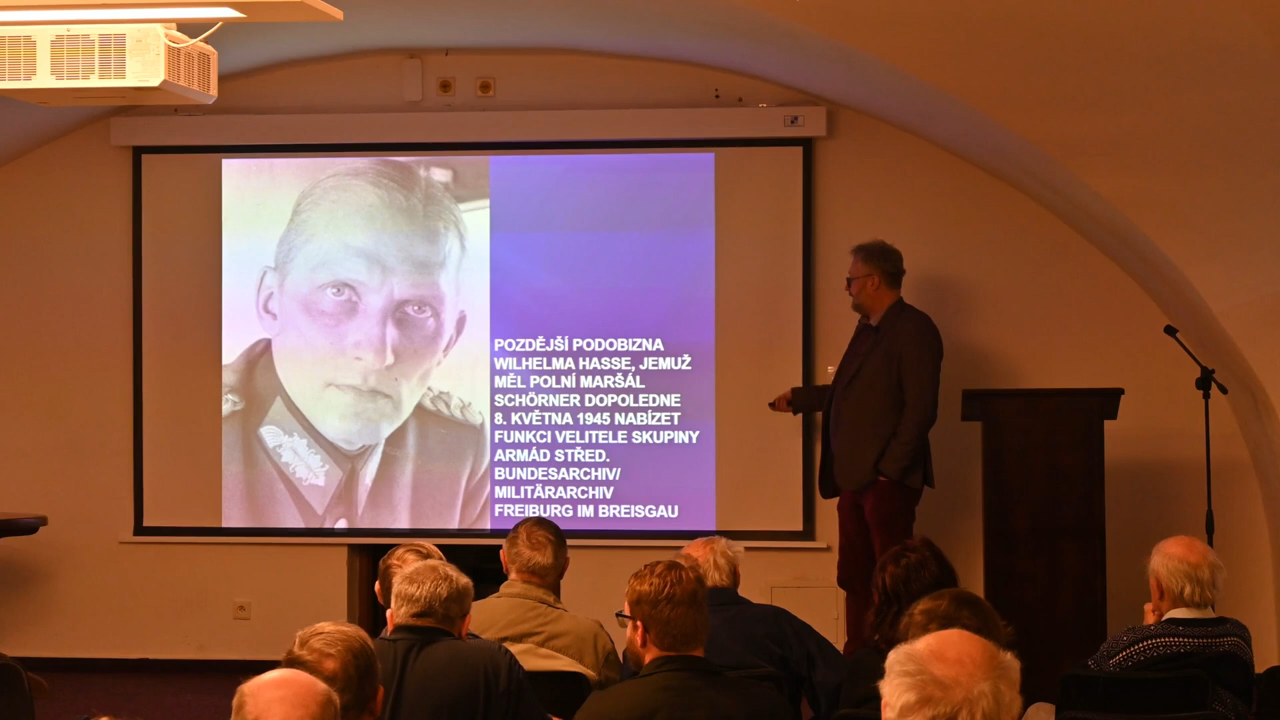 POZDĚJŠÍ PODOBIZNA
WILHELMA HASSE, JEMUŽ
MĚL POLNÍ MARŠÁL
SCHÖRNER DOPOLEDNE
8. KVĚTNA 1945 NABÍZET
FUNKCI VELITELE SKUPINY
ARMÁD STŘED.
BUNDESARCHIV/
MILITÄRARCHIV
FREIBURG IM BREISGAU